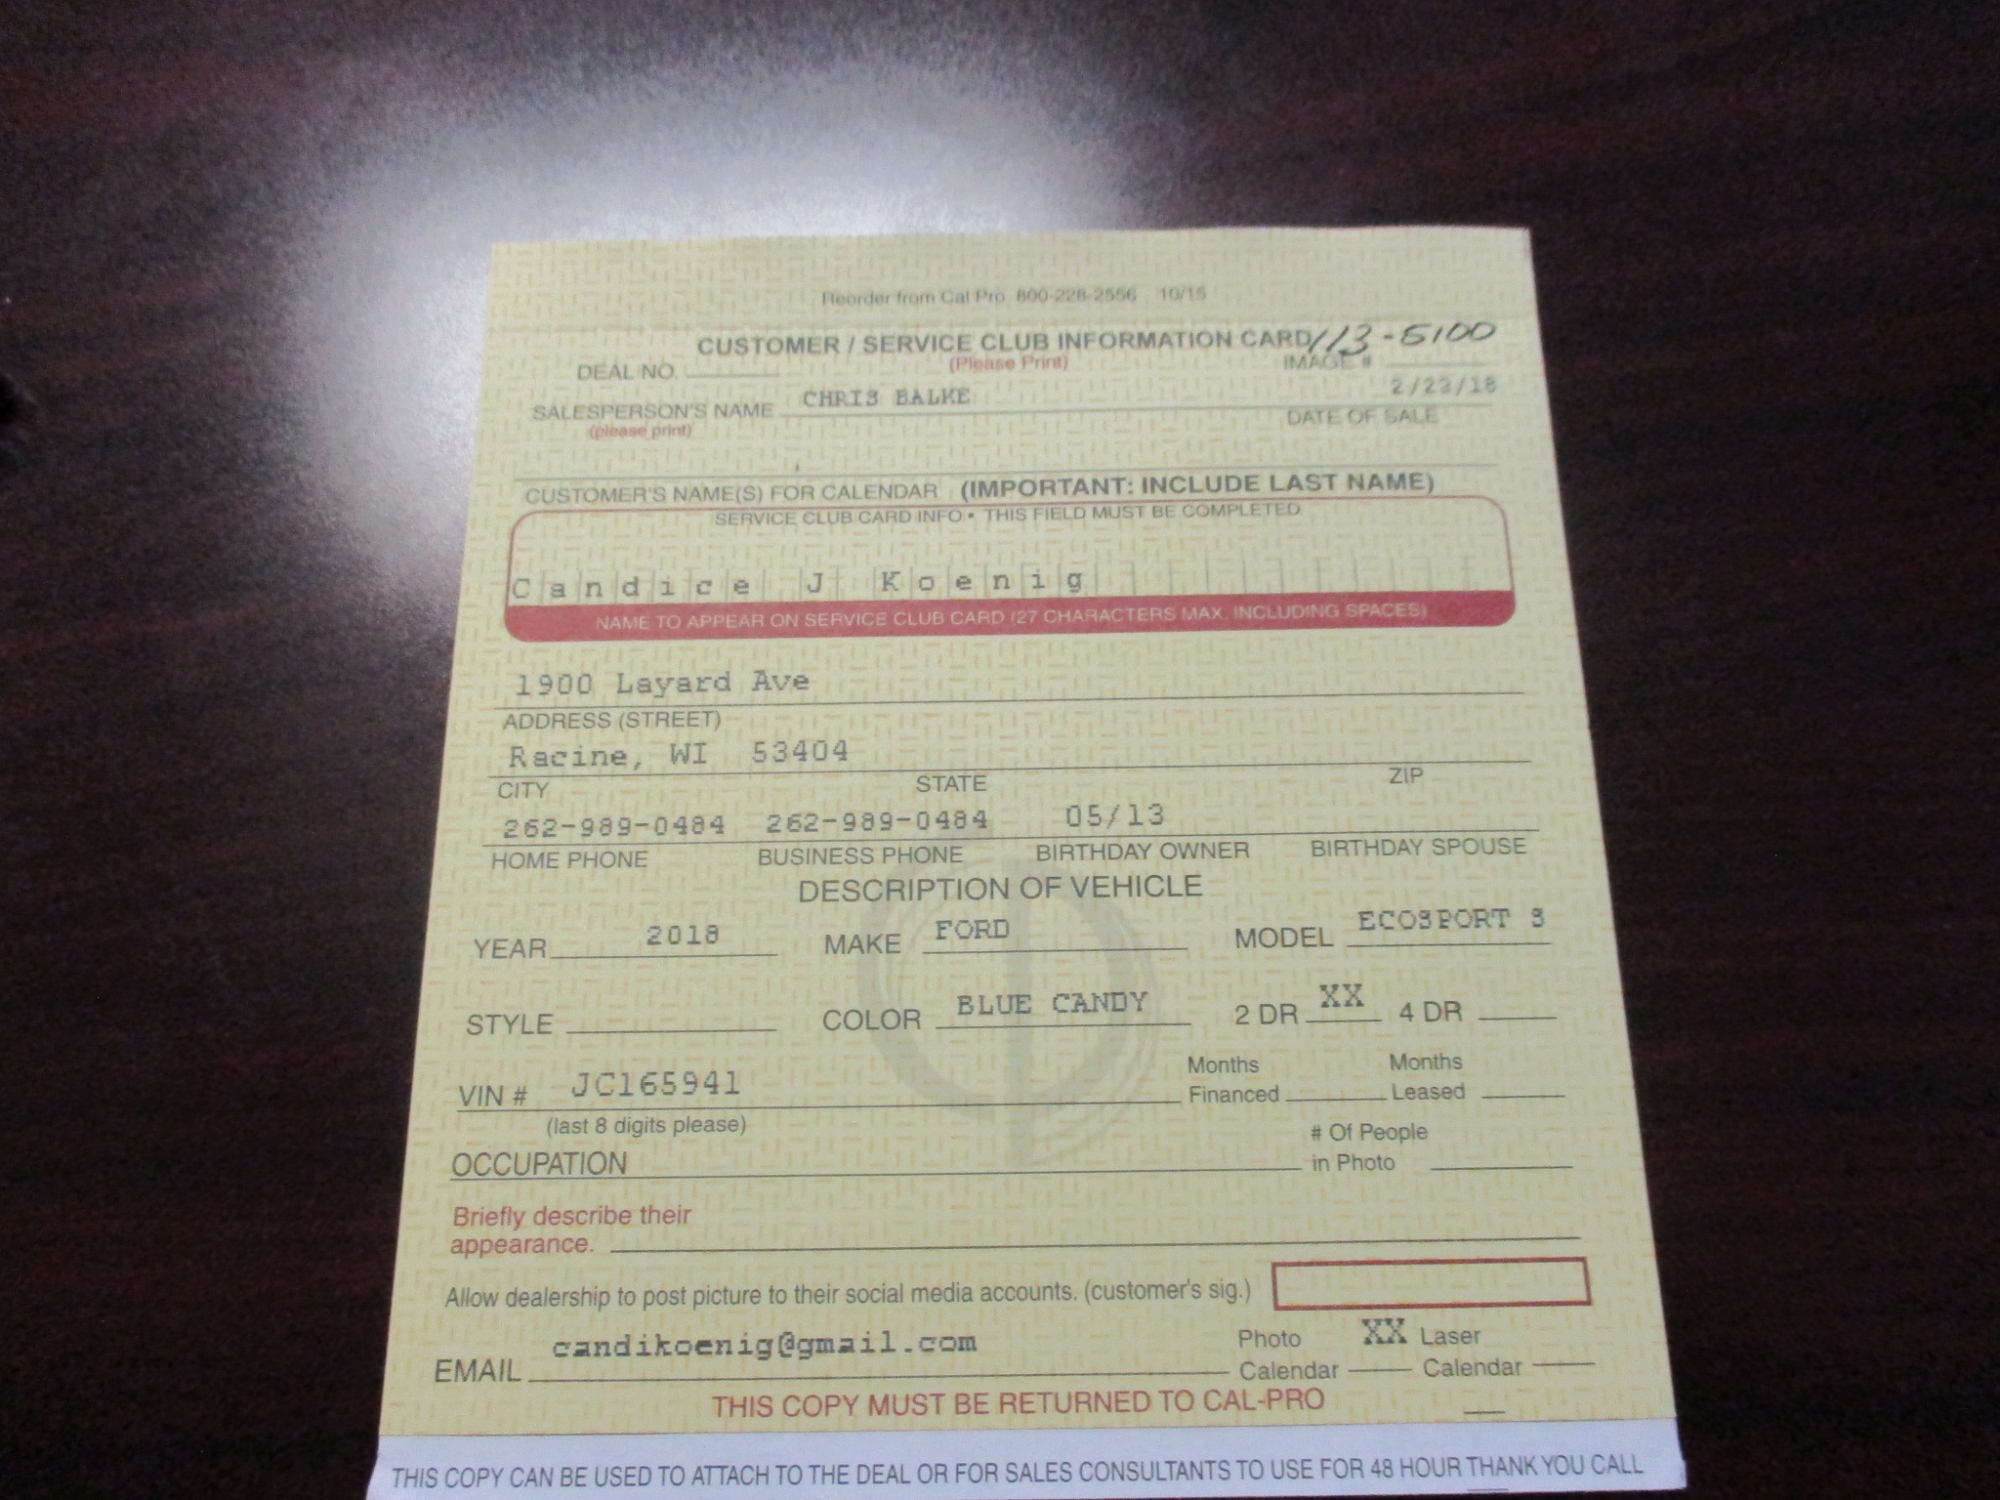 Reorder from Cal Pro 800-228-2556 10/15
CUSTOMER / SERVICE CLUB INFORMATION CARD 113-5100
DEAL NO. (Please Print) IMAGE #
CHRIS BALKE 2/23/18
SALESPERSON'S NAME DATE OF SALE
(please print)
CUSTOMER'S NAME(S) FOR CALENDAR (IMPORTANT: INCLUDE LAST NAME)
SERVICE CLUB CARD INFO • THIS FIELD MUST BE COMPLETED
Candice J Koenig
NAME TO APPEAR ON SERVICE CLUB CARD (27 CHARACTERS MAX. INCLUDING SPACES)
1900 Layard Ave
ADDRESS (STREET)
Racine, WI 53404
CITY STATE ZIP
262-989-0484 262-989-0484 05/13
HOME PHONE BUSINESS PHONE BIRTHDAY OWNER BIRTHDAY SPOUSE
DESCRIPTION OF VEHICLE
YEAR 2018 MAKE FORD MODEL ECOSPORT S
STYLE COLOR BLUE CANDY 2 DR XX 4 DR
Months Months
VIN # JC165941 Financed Leased
(last 8 digits please)
# Of People
OCCUPATION in Photo
Briefly describe their
appearance.
Allow dealership to post picture to their social media accounts. (customer's sig.)
candikoenig@gmail.com Photo XX Laser
EMAIL Calendar Calendar
THIS COPY MUST BE RETURNED TO CAL-PRO
THIS COPY CAN BE USED TO ATTACH TO THE DEAL OR FOR SALES CONSULTANTS TO USE FOR 48 HOUR THANK YOU CALL